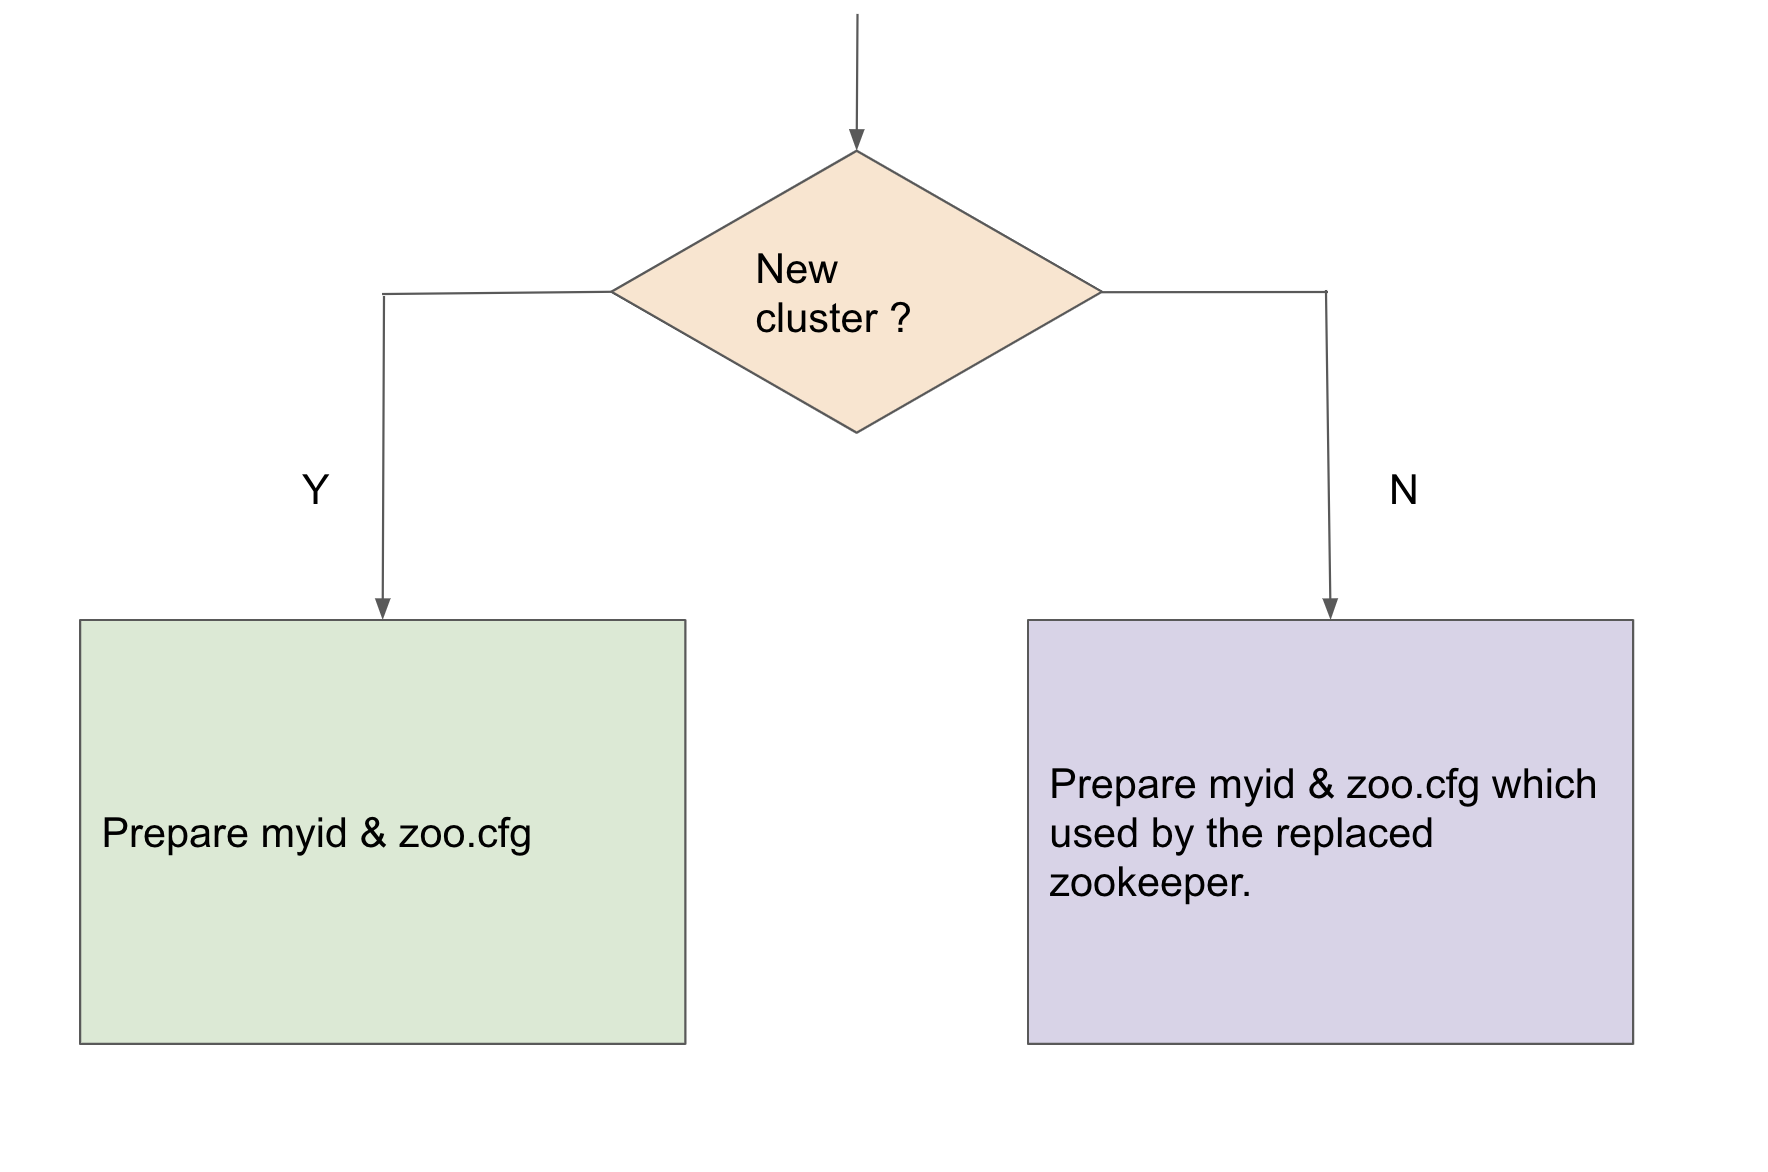 New
cluster ?
Y
N
Prepare myid & zoo.cfg
Prepare myid & zoo.cfg which
used by the replaced
zookeeper.